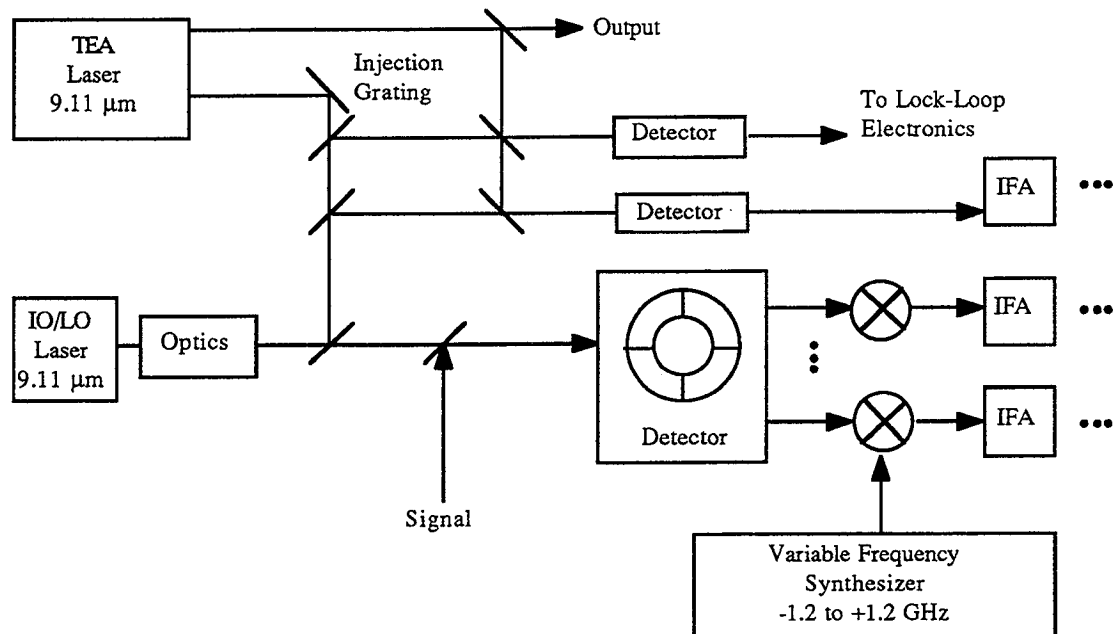 TEA
Laser
9.11 μm
Output
Injection
Grating
To Lock-Loop
Electronics
Detector
Detector
IFA
IO/LO
Laser
9.11 μm
Optics
Detector
IFA
IFA
Signal
Variable Frequency
Synthesizer
-1.2 to +1.2 GHz